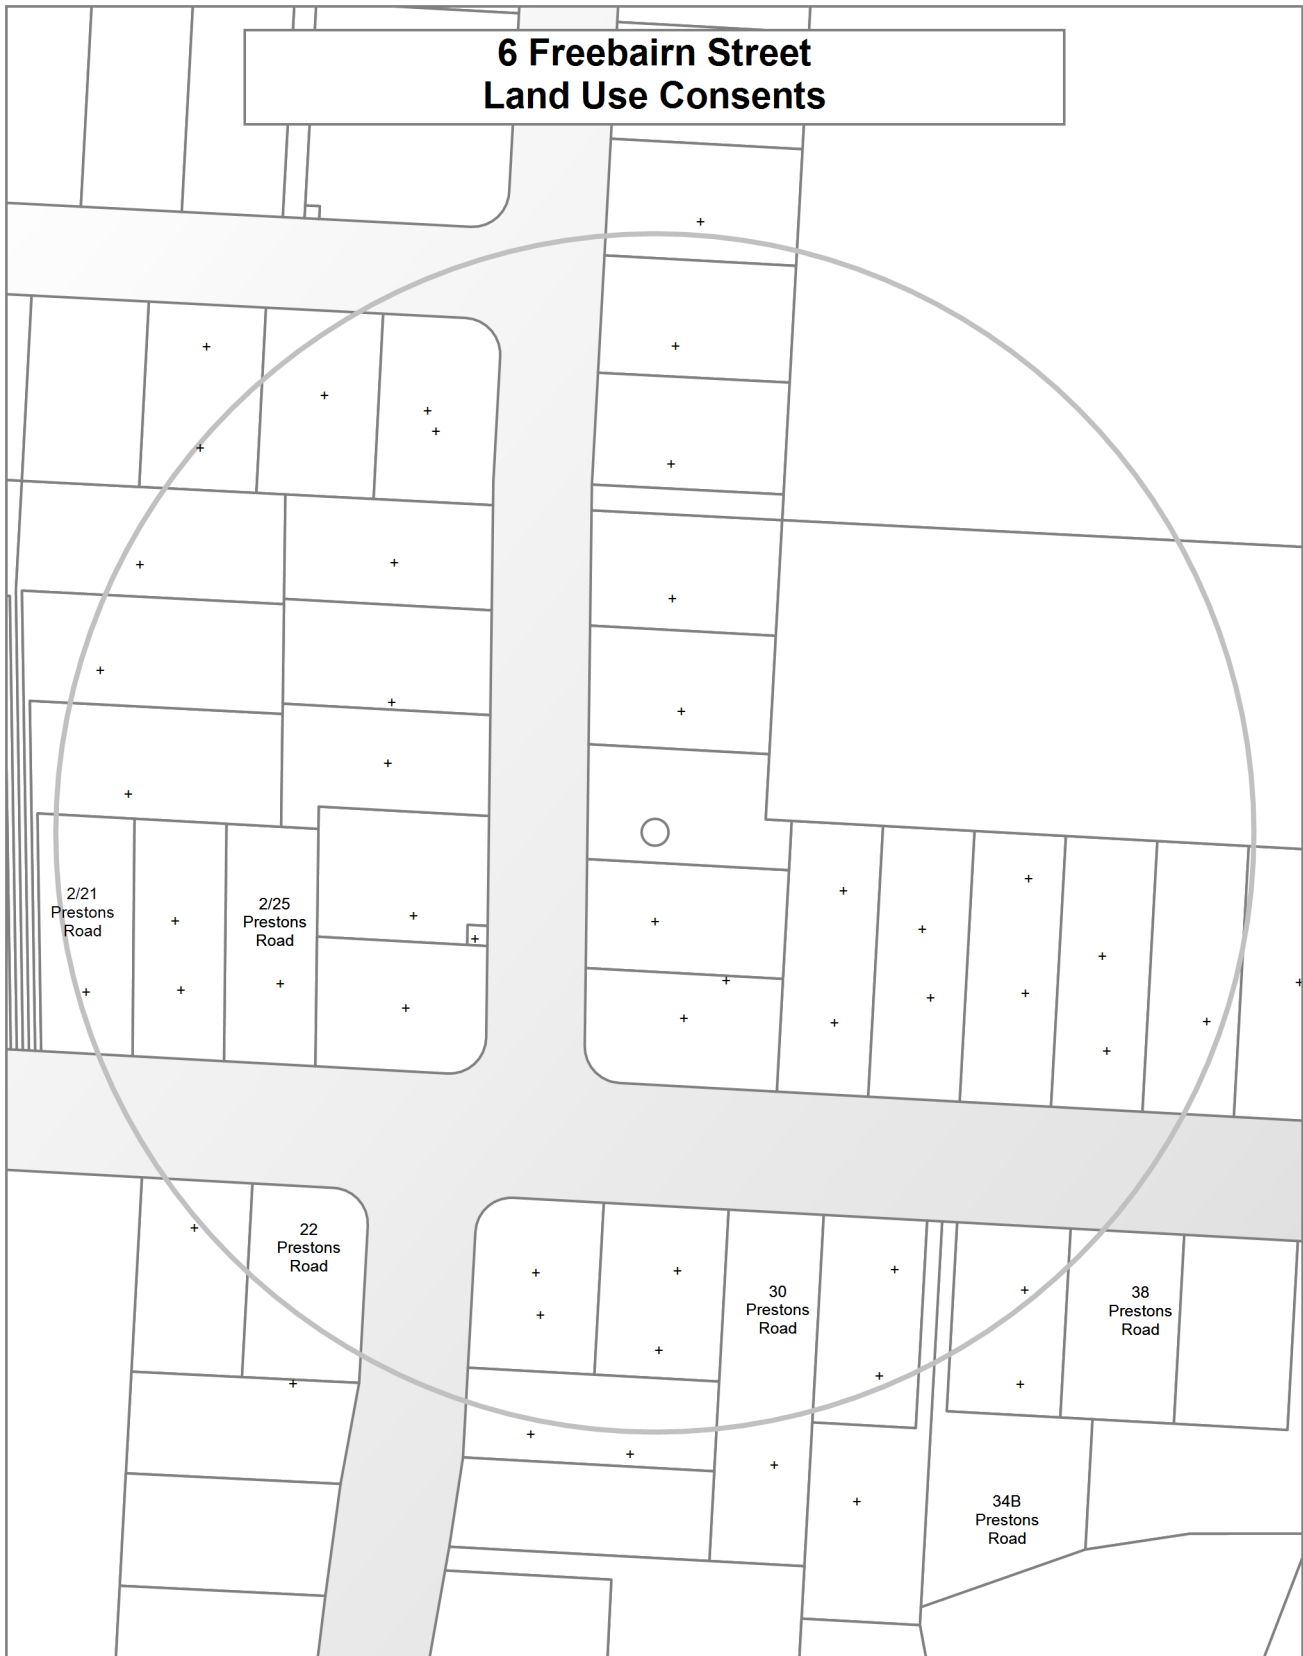 6 Freebairn Street
Land Use Consents
2/21
Prestons
Road
2/25
Prestons
Road
22
Prestons
Road
30
Prestons
Road
38
Prestons
Road
34B
Prestons
Road